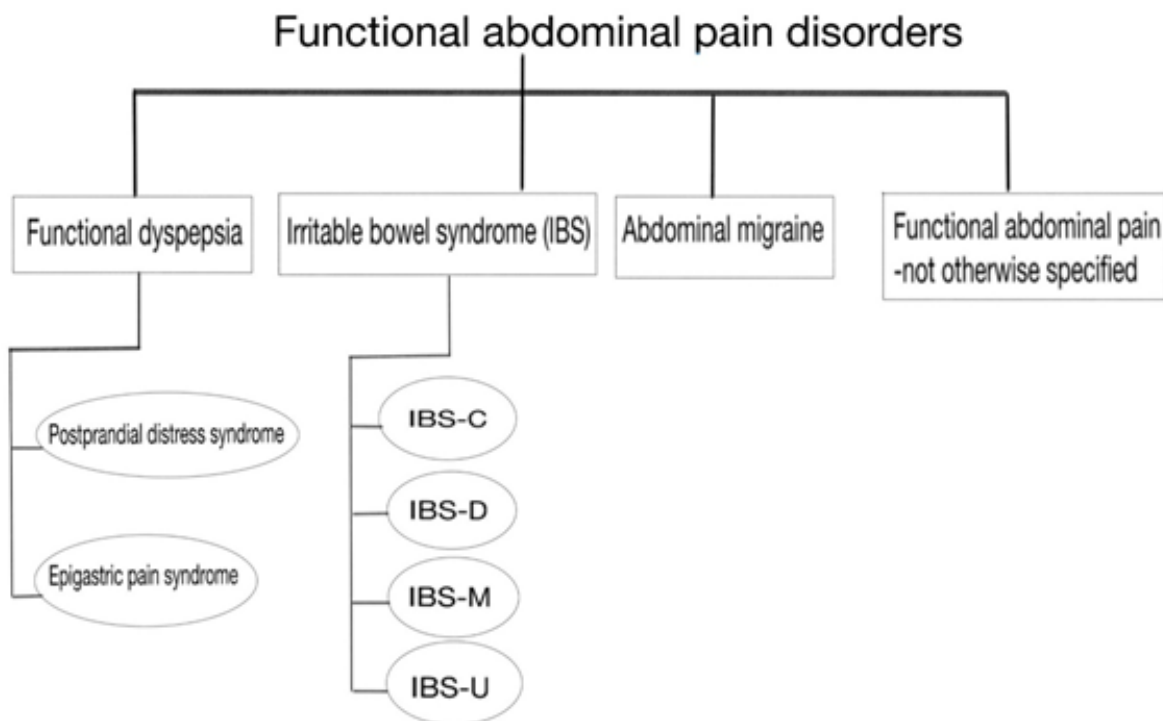 Functional abdominal pain disorders
Functional dyspepsia
Irritable bowel syndrome (IBS)
Abdominal migraine
Functional abdominal pain
-not otherwise specified
Postprandial distress syndrome
Epigastric pain syndrome
IBS-C
IBS-D
IBS-M
IBS-U